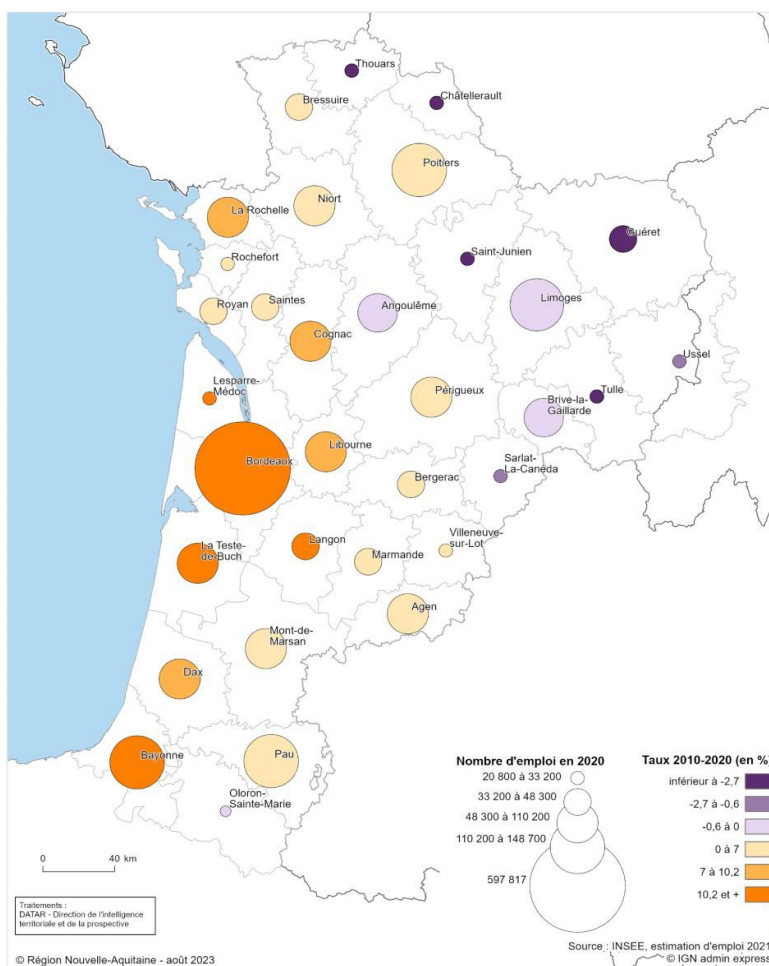 Thouars
Châtellerault
Bressuire
Poitiers
Niort
La Rochelle
Guéret
Saint-Junien
Rochefort
Limoges
Royan
Saintes
Angoulême
Cognac
Ussel
Lesparre-
Médoc
Périgueux
Tulle
Brive-la-
Gaillarde
Libourne
Bordeaux
Sarlat-
La-Canéda
Bergerac
Villeneuve-
sur-Lot
La Teste-
de-Buch
Langon
Marmande
Agen
Mont-de-
Marsan
Dax
Bayonne
Pau
Oloron-
Sainte-Marie
Nombre d'emploi en 2020
20 800 à 33 200
33 200 à 48 300
48 300 à 110 200
110 200 à 148 700
597 817
Taux 2010-2020 (en %)
inférieur à -2,7
-2,7 à -0,6
-0,6 à 0
0 à 7
7 à 10,2
10,2 et +
0 40 km
Traitements :
DATAR - Direction de l'intelligence
territoriale et de la prospective
Source : INSEE, estimation d'emploi 2021
© Région Nouvelle-Aquitaine - août 2023
© IGN admin express